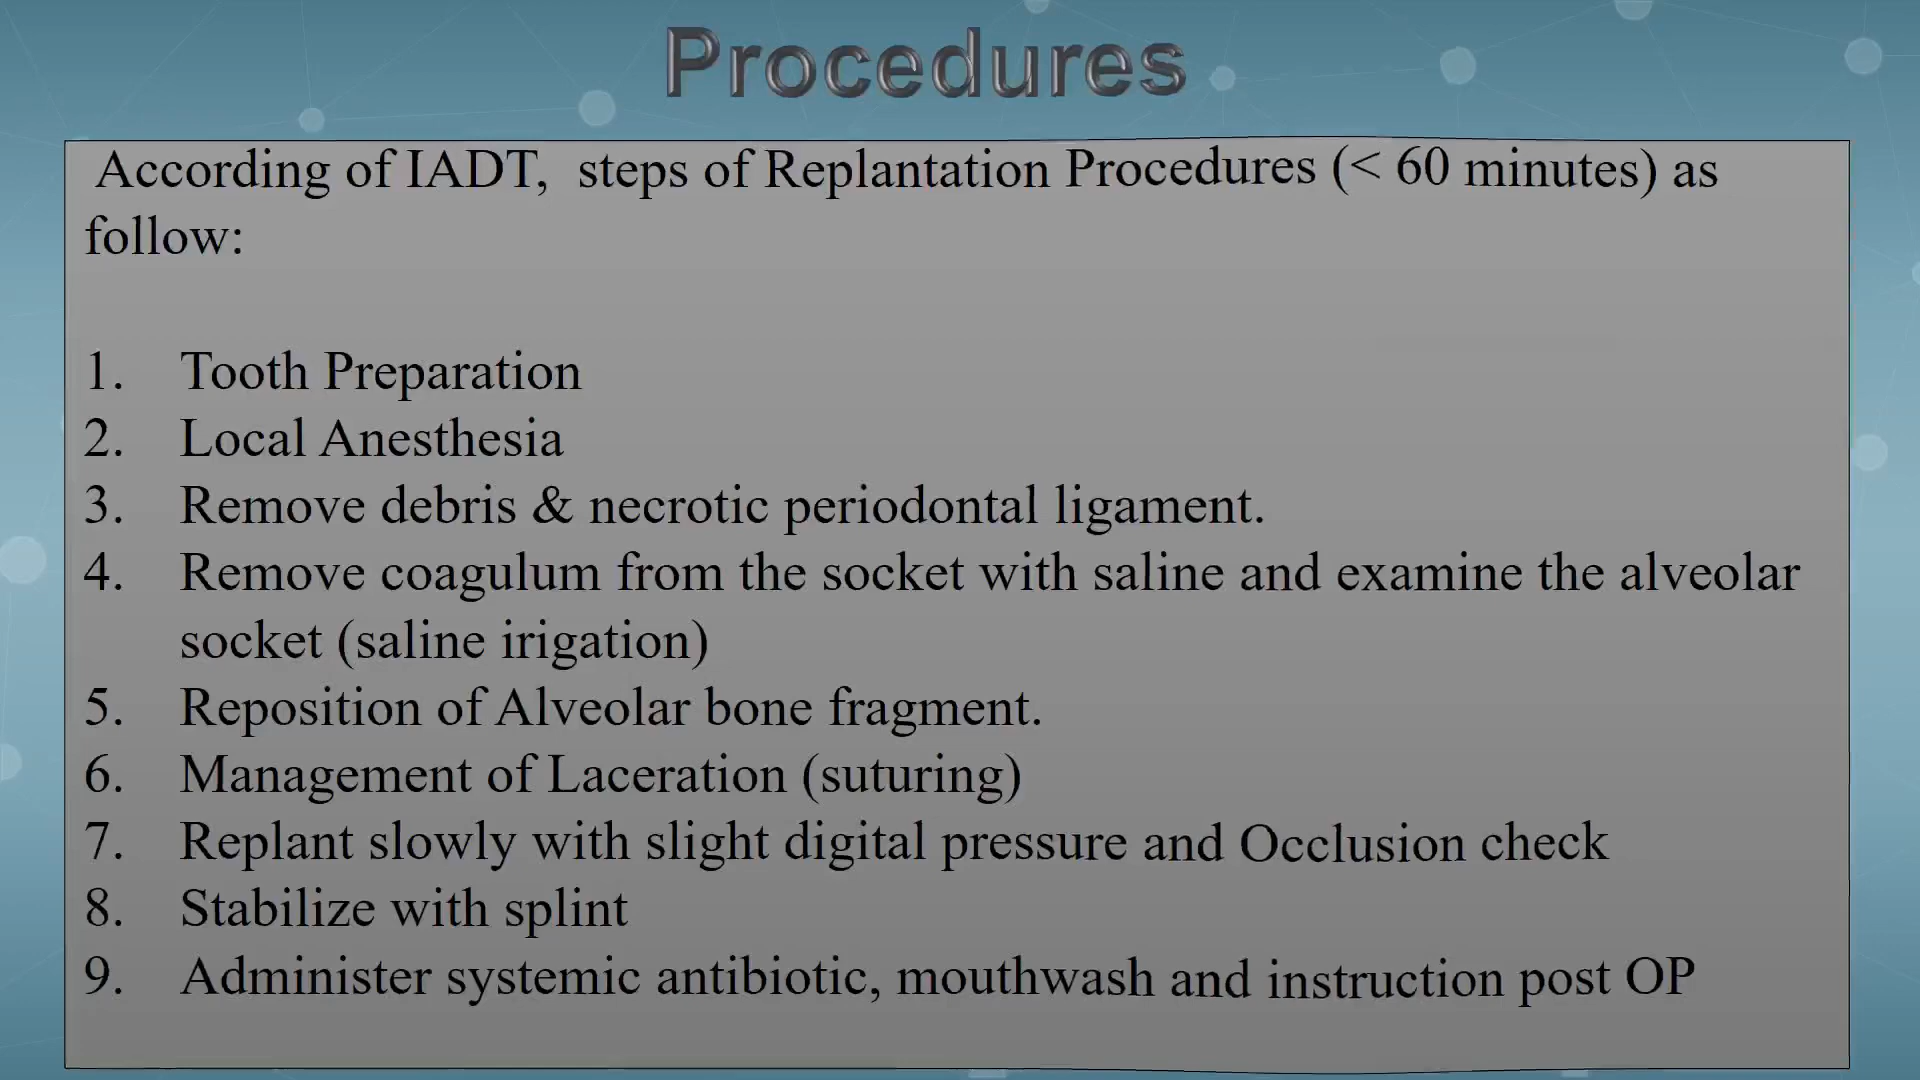 Procedures
According of IADT, steps of Replantation Procedures (< 60 minutes) as
follow:
1. Tooth Preparation
2. Local Anesthesia
3. Remove debris & necrotic periodontal ligament.
4. Remove coagulum from the socket with saline and examine the alveolar
socket (saline irigation)
5. Reposition of Alveolar bone fragment.
6. Management of Laceration (suturing)
7. Replant slowly with slight digital pressure and Occlusion check
8. Stabilize with splint
9. Administer systemic antibiotic, mouthwash and instruction post OP